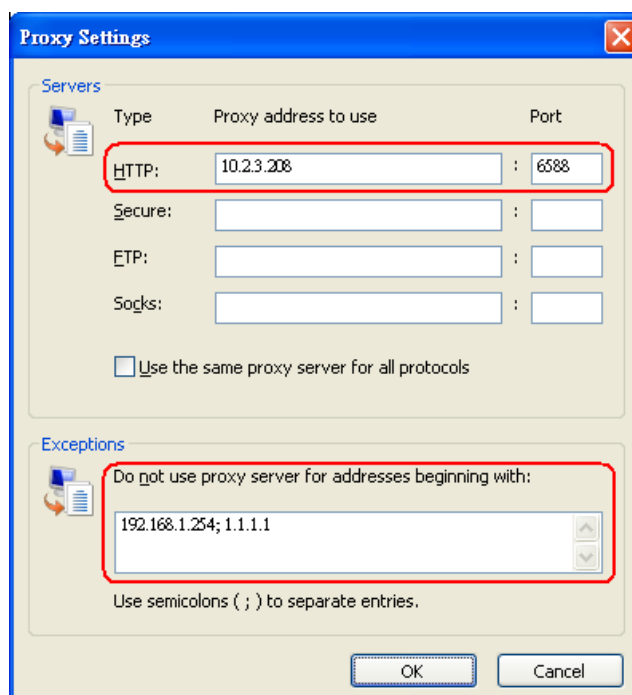 Proxy Settings
Servers
Type Proxy address to use Port
HTTP: 10.2.3.208 : 6588
Secure: :
FTP: :
Socks: :
Use the same proxy server for all protocols
Exceptions
Do not use proxy server for addresses beginning with:
192.168.1.254; 1.1.1.1
Use semicolons ( ; ) to separate entries.
OK Cancel